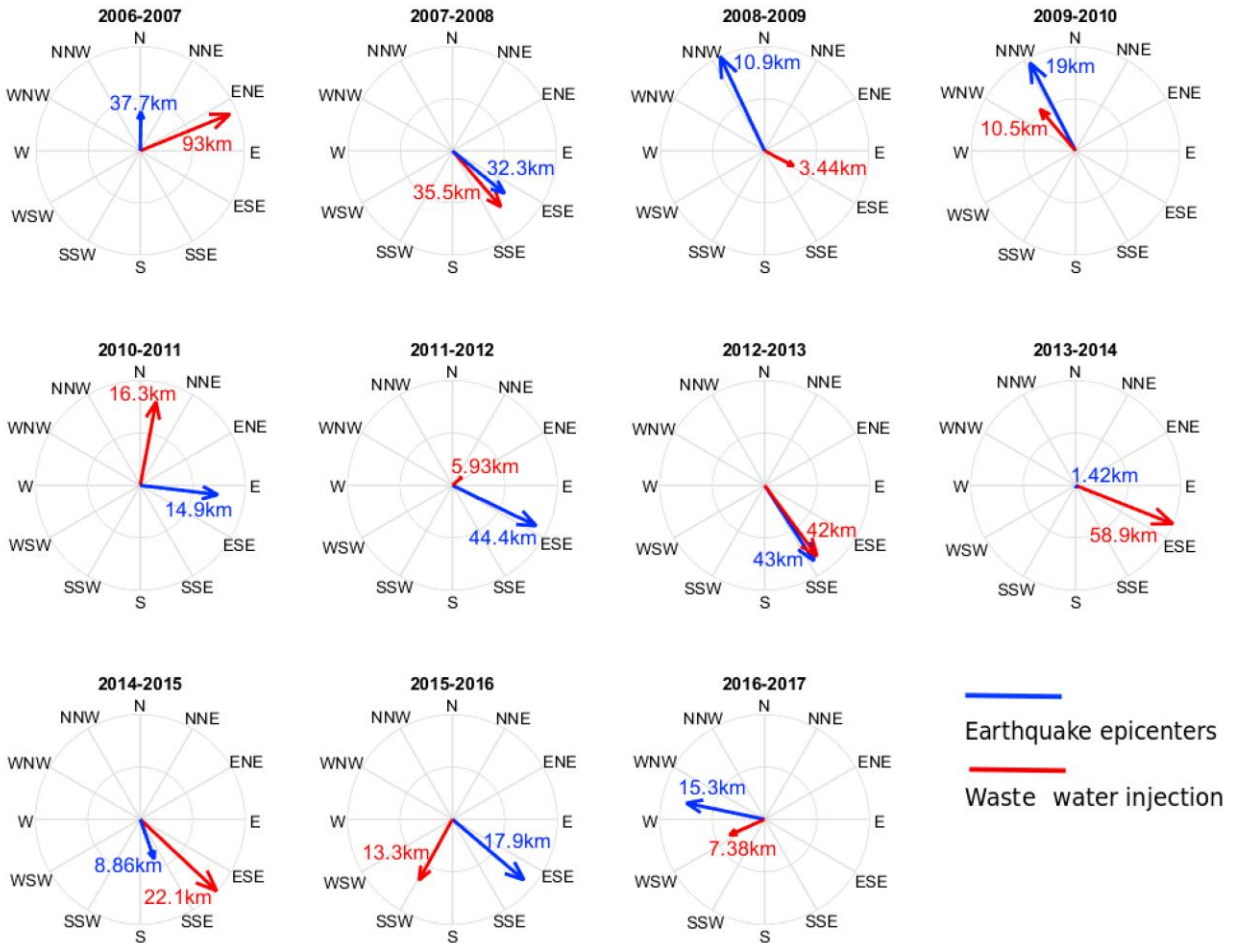 2006-2007
N
NNW
NNE
WNW
ENE
37.7km
93km
W
E
WSW
ESE
SSW
SSE
S
2007-2008
N
NNW
NNE
WNW
ENE
W
E
32.3km
35.5km
WSW
ESE
SSW
SSE
S
2008-2009
N
NNW
NNE
10.9km
WNW
ENE
W
E
3.44km
WSW
ESE
SSW
SSE
S
2009-2010
N
NNW
NNE
19km
WNW
ENE
10.5km
W
E
WSW
ESE
SSW
SSE
S
2010-2011
N
NNW
NNE
16.3km
WNW
ENE
W
E
14.9km
WSW
ESE
SSW
SSE
S
2011-2012
N
NNW
NNE
WNW
ENE
5.93km
W
E
44.4km
WSW
ESE
SSW
SSE
S
2012-2013
N
NNW
NNE
WNW
ENE
W
E
42km
WSW
ESE
43km
SSW
SSE
S
2013-2014
N
NNW
NNE
WNW
ENE
1.42km
W
E
58.9km
WSW
ESE
SSW
SSE
S
2014-2015
N
NNW
NNE
WNW
ENE
W
E
8.86km
WSW
ESE
22.1km
SSW
SSE
S
2015-2016
N
NNW
NNE
WNW
ENE
W
E
17.9km
13.3km
WSW
ESE
SSW
SSE
S
2016-2017
N
NNW
NNE
WNW
ENE
15.3km
W
E
7.38km
WSW
ESE
SSW
SSE
S
Earthquake epicenters
Waste water injection